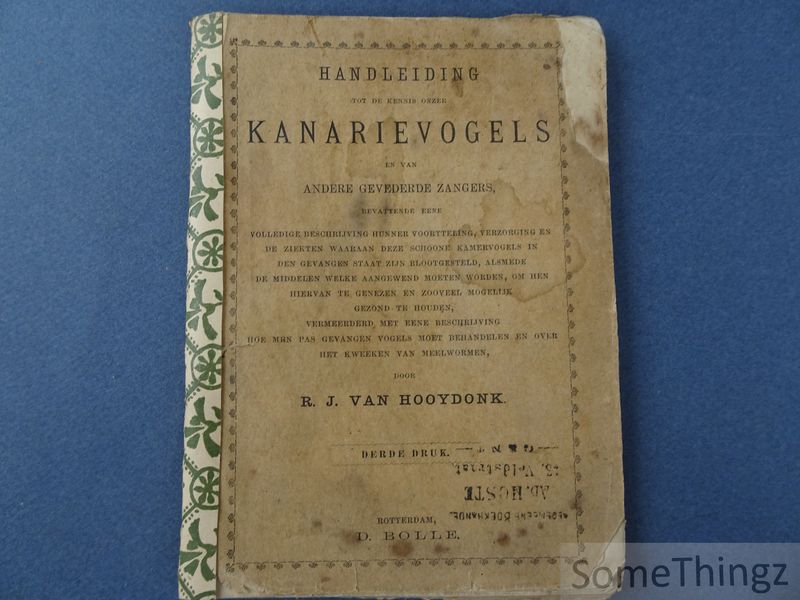 HANDLEIDING
TOT DE KENNIS ONZER
KANARIEVOGELS
EN VAN
ANDERE GEVEDERDE ZANGERS,
BEVATTENDE EENE
VOLLEDIGE BESCHRIJVING HUNNER VOORTTELING, VERZORGING EN
DE ZIEKTEN WAARAAN DEZE SCHOONE KAMERVOGELS IN
DEN GEVANGEN STAAT ZIJN BLOOTGESTELD, ALSMEDE
DE MIDDELEN WELKE AANGEWEND MOETEN WORDEN, OM HEN
HIERVAN TE GENEZEN EN ZOOVEEL MOGELIJK
GEZOND TE HOUDEN,
VERMEERDERD MET EENE BESCHRIJVING
HOE MEN PAS GEVANGEN VOGELS MOET BEHANDELEN EN OVER
HET KWEEKEN VAN MEELWORMEN,
DOOR
R. J. VAN HOOYDONK.
DERDE DRUK.
— GENT —
Veldstraat,
AD. HOSTE
BOEKHANDEL
ROTTERDAM,
D. BOLLE.
SomeThingz